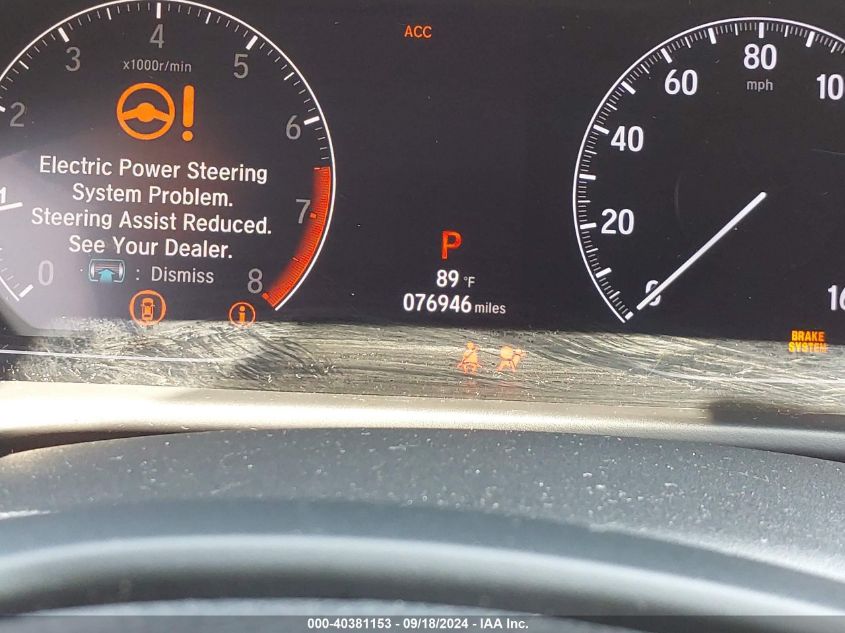 ACC
2
3
4
5
6
7
8
1
0
x1000r/min
Electric Power Steering
System Problem.
Steering Assist Reduced.
See Your Dealer.
: Dismiss
P
89 °F
076946 miles
0
20
40
60
80
mph
BRAKE
SYSTEM
000-40381153 - 09/18/2024 - IAA Inc.